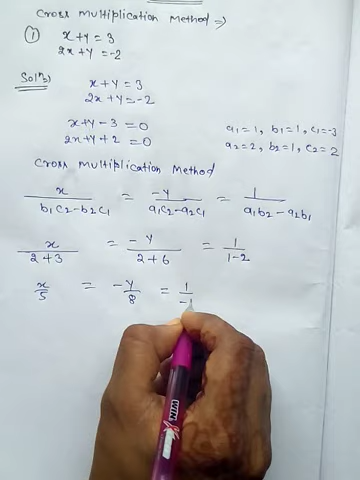 Cross Multiplication Method ⇒
① x+y = 3
2x+y = -2
Soln)
x+y = 3
2x+y = -2
x+y-3 = 0
2x+y+2 = 0
a₁=1, b₁=1, c₁=-3
a₂=2, b₂=1, c₂=2
Cross Multiplication Method
x/(b₁c₂-b₂c₁) = -y/(a₁c₂-a₂c₁) = 1/(a₁b₂-a₂b₁)
x/(2+3) = -y/(2+6) = 1/(1-2)
x/5 = -y/8 = 1/-1
WIN